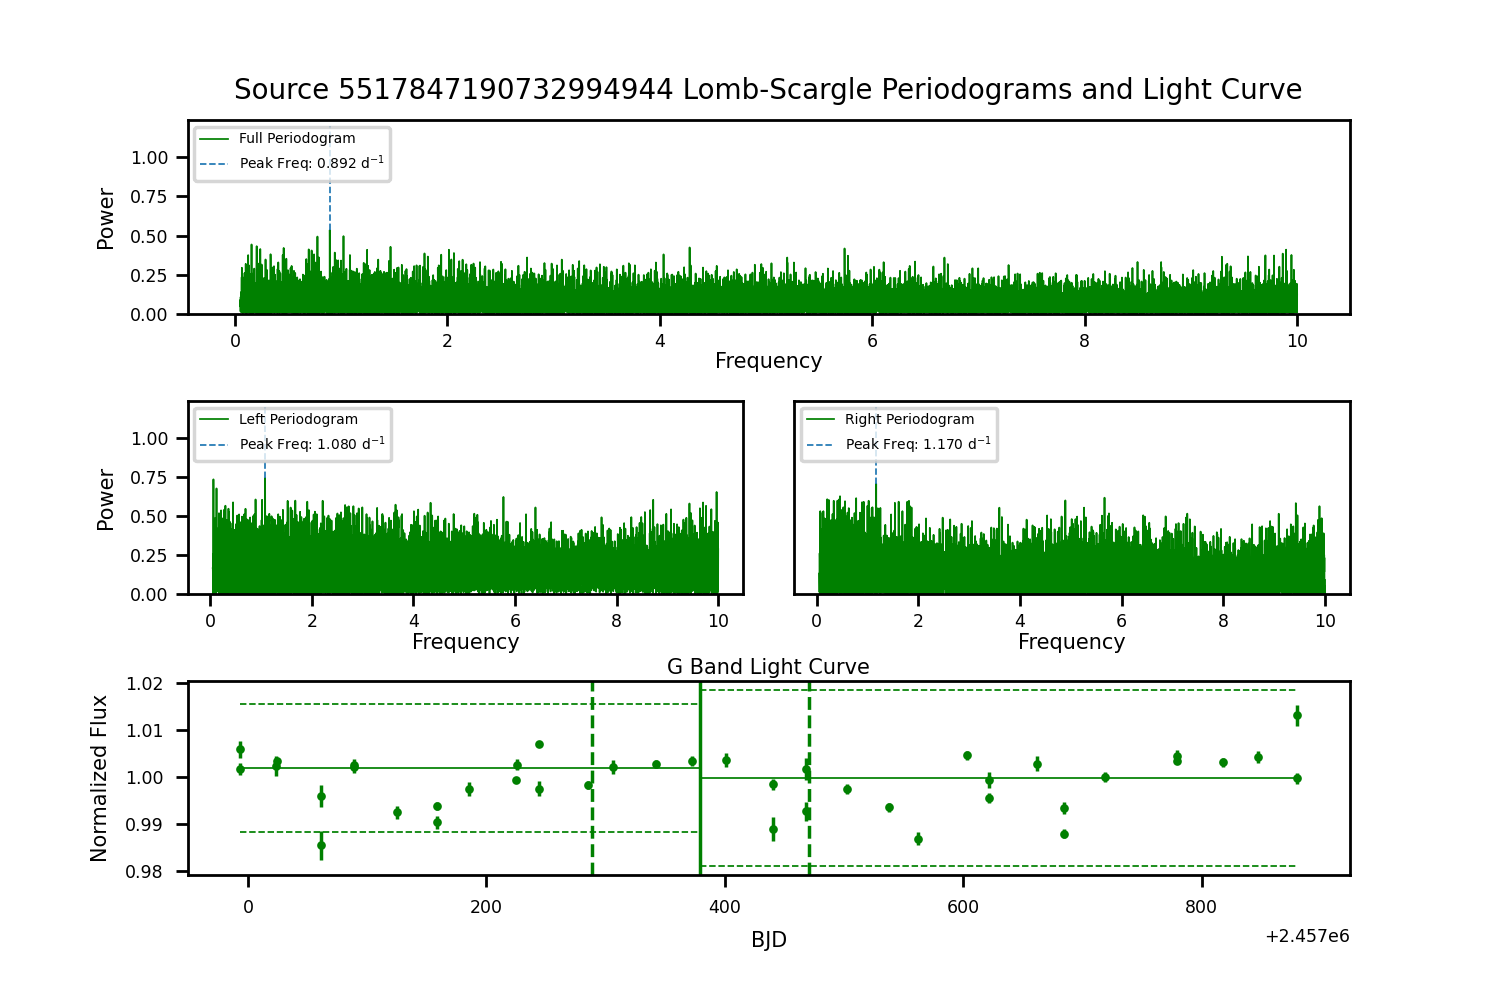 Source 5517847190732994944 Lomb-Scargle Periodograms and Light Curve
Full Periodogram
Peak Freq: 0.892 d⁻¹
Power
1.00
0.75
0.50
0.25
0.00
0 2 4 6 8 10
Frequency
Left Periodogram
Peak Freq: 1.080 d⁻¹
Power
1.00
0.75
0.50
0.25
0.00
0 2 4 6 8 10
Frequency
Right Periodogram
Peak Freq: 1.170 d⁻¹
0 2 4 6 8 10
Frequency
G Band Light Curve
Normalized Flux
1.02
1.01
1.00
0.99
0.98
0 200 400 600 800
BJD
+2.457e6